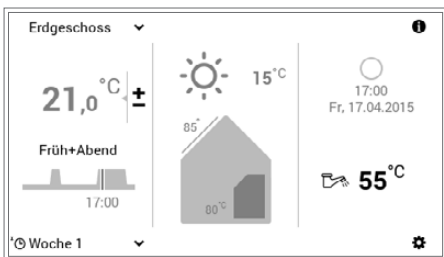 Erdgeschoss
21,0°C ±
Früh+Abend
17:00
Woche 1
15°C
85°
00°C
17:00
Fr, 17.04.2015
55°C